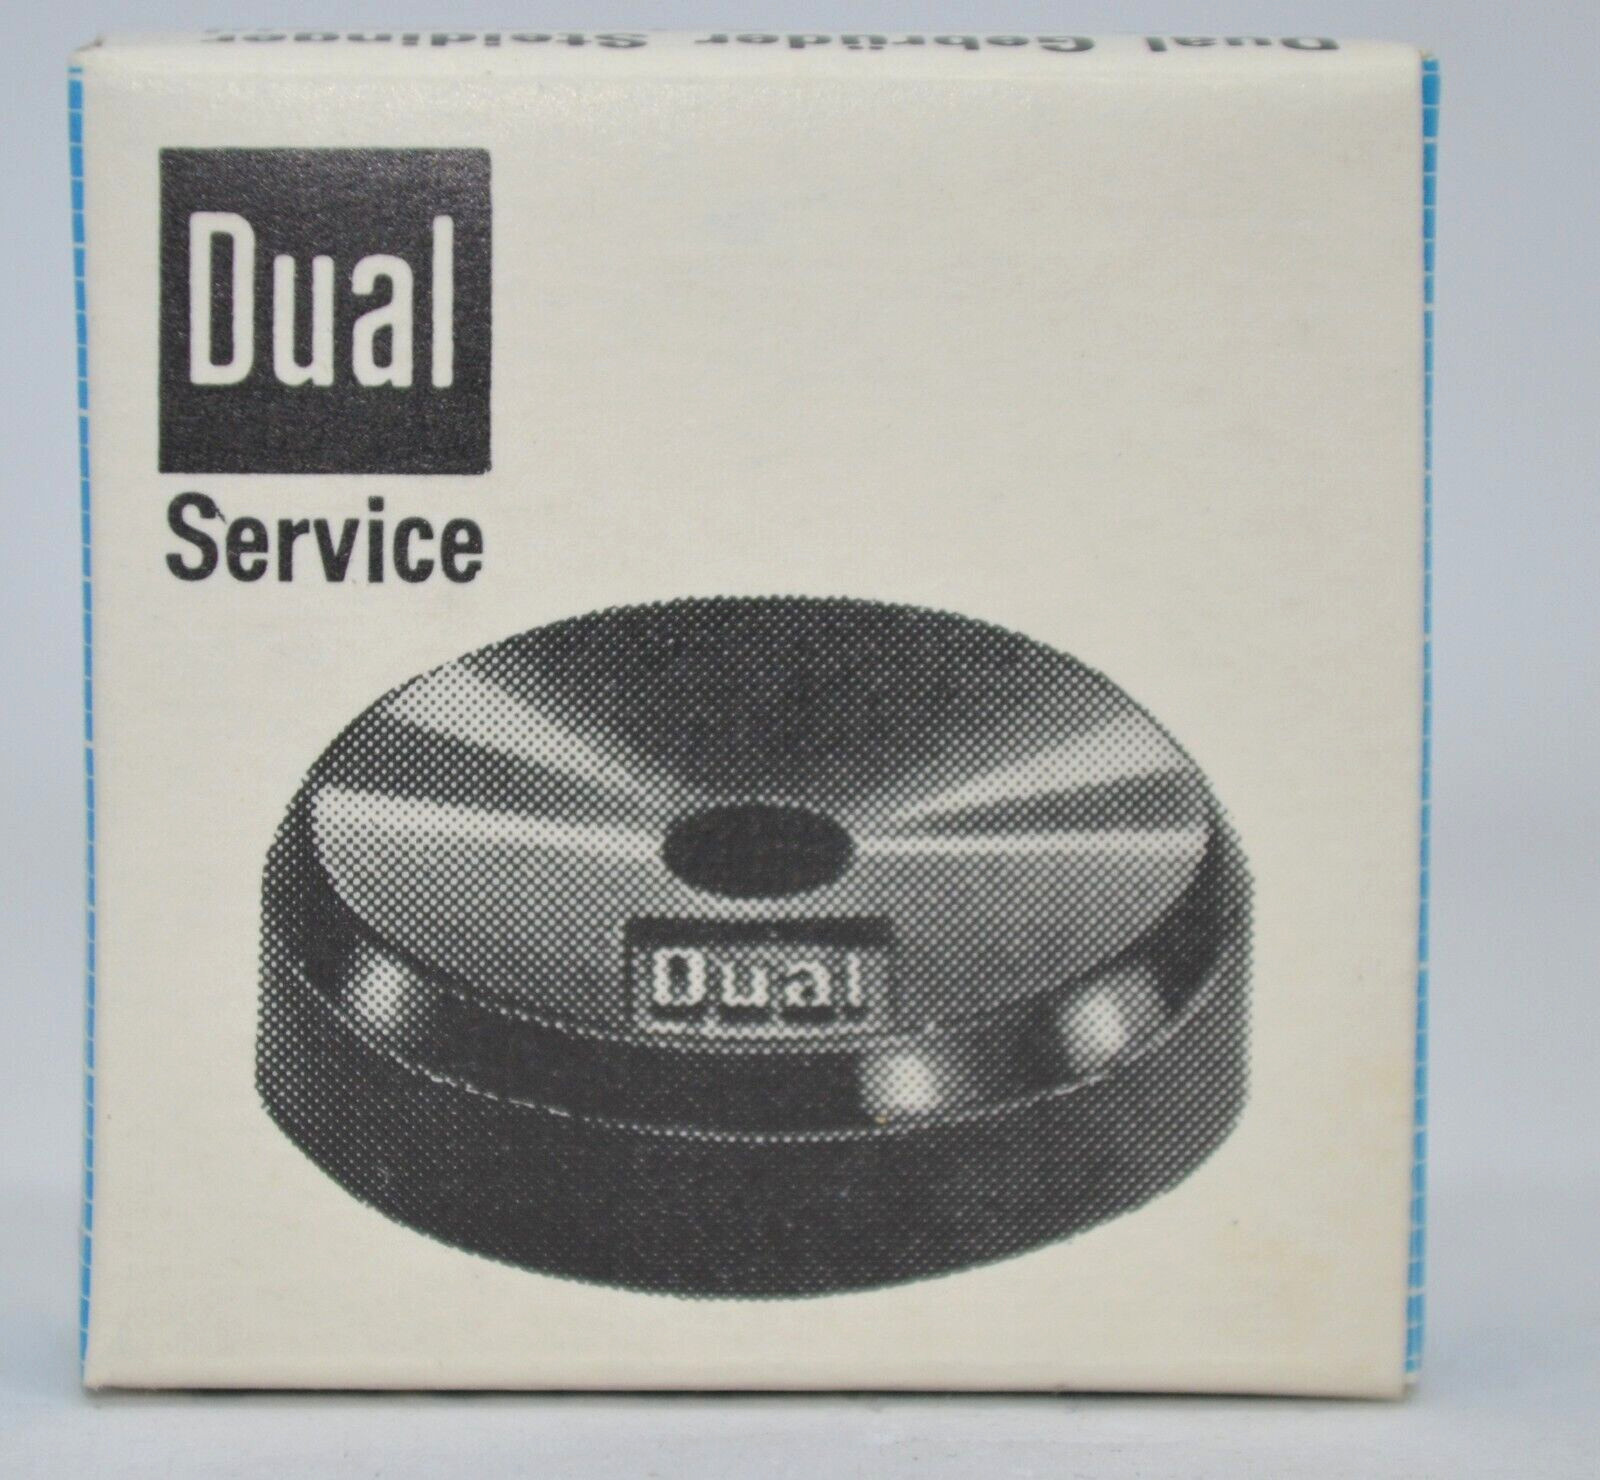 Dual Gebrüder Steidinger
Dual
Service
Dual